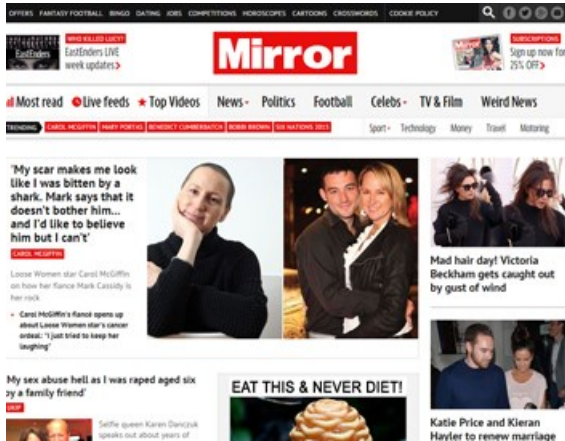 OFFERS FANTASY FOOTBALL BINGO DATING JOBS COMPETITIONS HOROSCOPES CARTOONS CROSSWORDS COOKIE POLICY
EastEnders
WHO KILLED LUCY?
EastEnders LIVE
week updates
Mirror
SUBSCRIPTIONS
Sign up now for
25% OFF
Most read Live feeds Top Videos News Politics Football Celebs TV & Film Weird News
TRENDING CAROL MCGIFFIN MARY PORTAS BENEDICT CUMBERBATCH BOBBI BROWN SIX NATIONS 2015 Sport Technology Money Travel Motoring
'My scar makes me look
like I was bitten by a
shark. Mark says that it
doesn't bother him...
and I'd like to believe
him but I can't'
CAROL MCGIFFIN
Loose Women star Carol McGiffin
on how her fiance Mark Cassidy is
her rock
Carol McGiffin's fiancé opens up
about Loose Women star's cancer
ordeal: "I just tried to keep her
laughing"
Mad hair day! Victoria
Beckham gets caught out
by gust of wind
My sex abuse hell as I was raped aged six
by a family friend'
Selfie queen Karen Danczuk
speaks out about years of
EAT THIS & NEVER DIET!
Katie Price and Kieran
Hayler to renew marriage